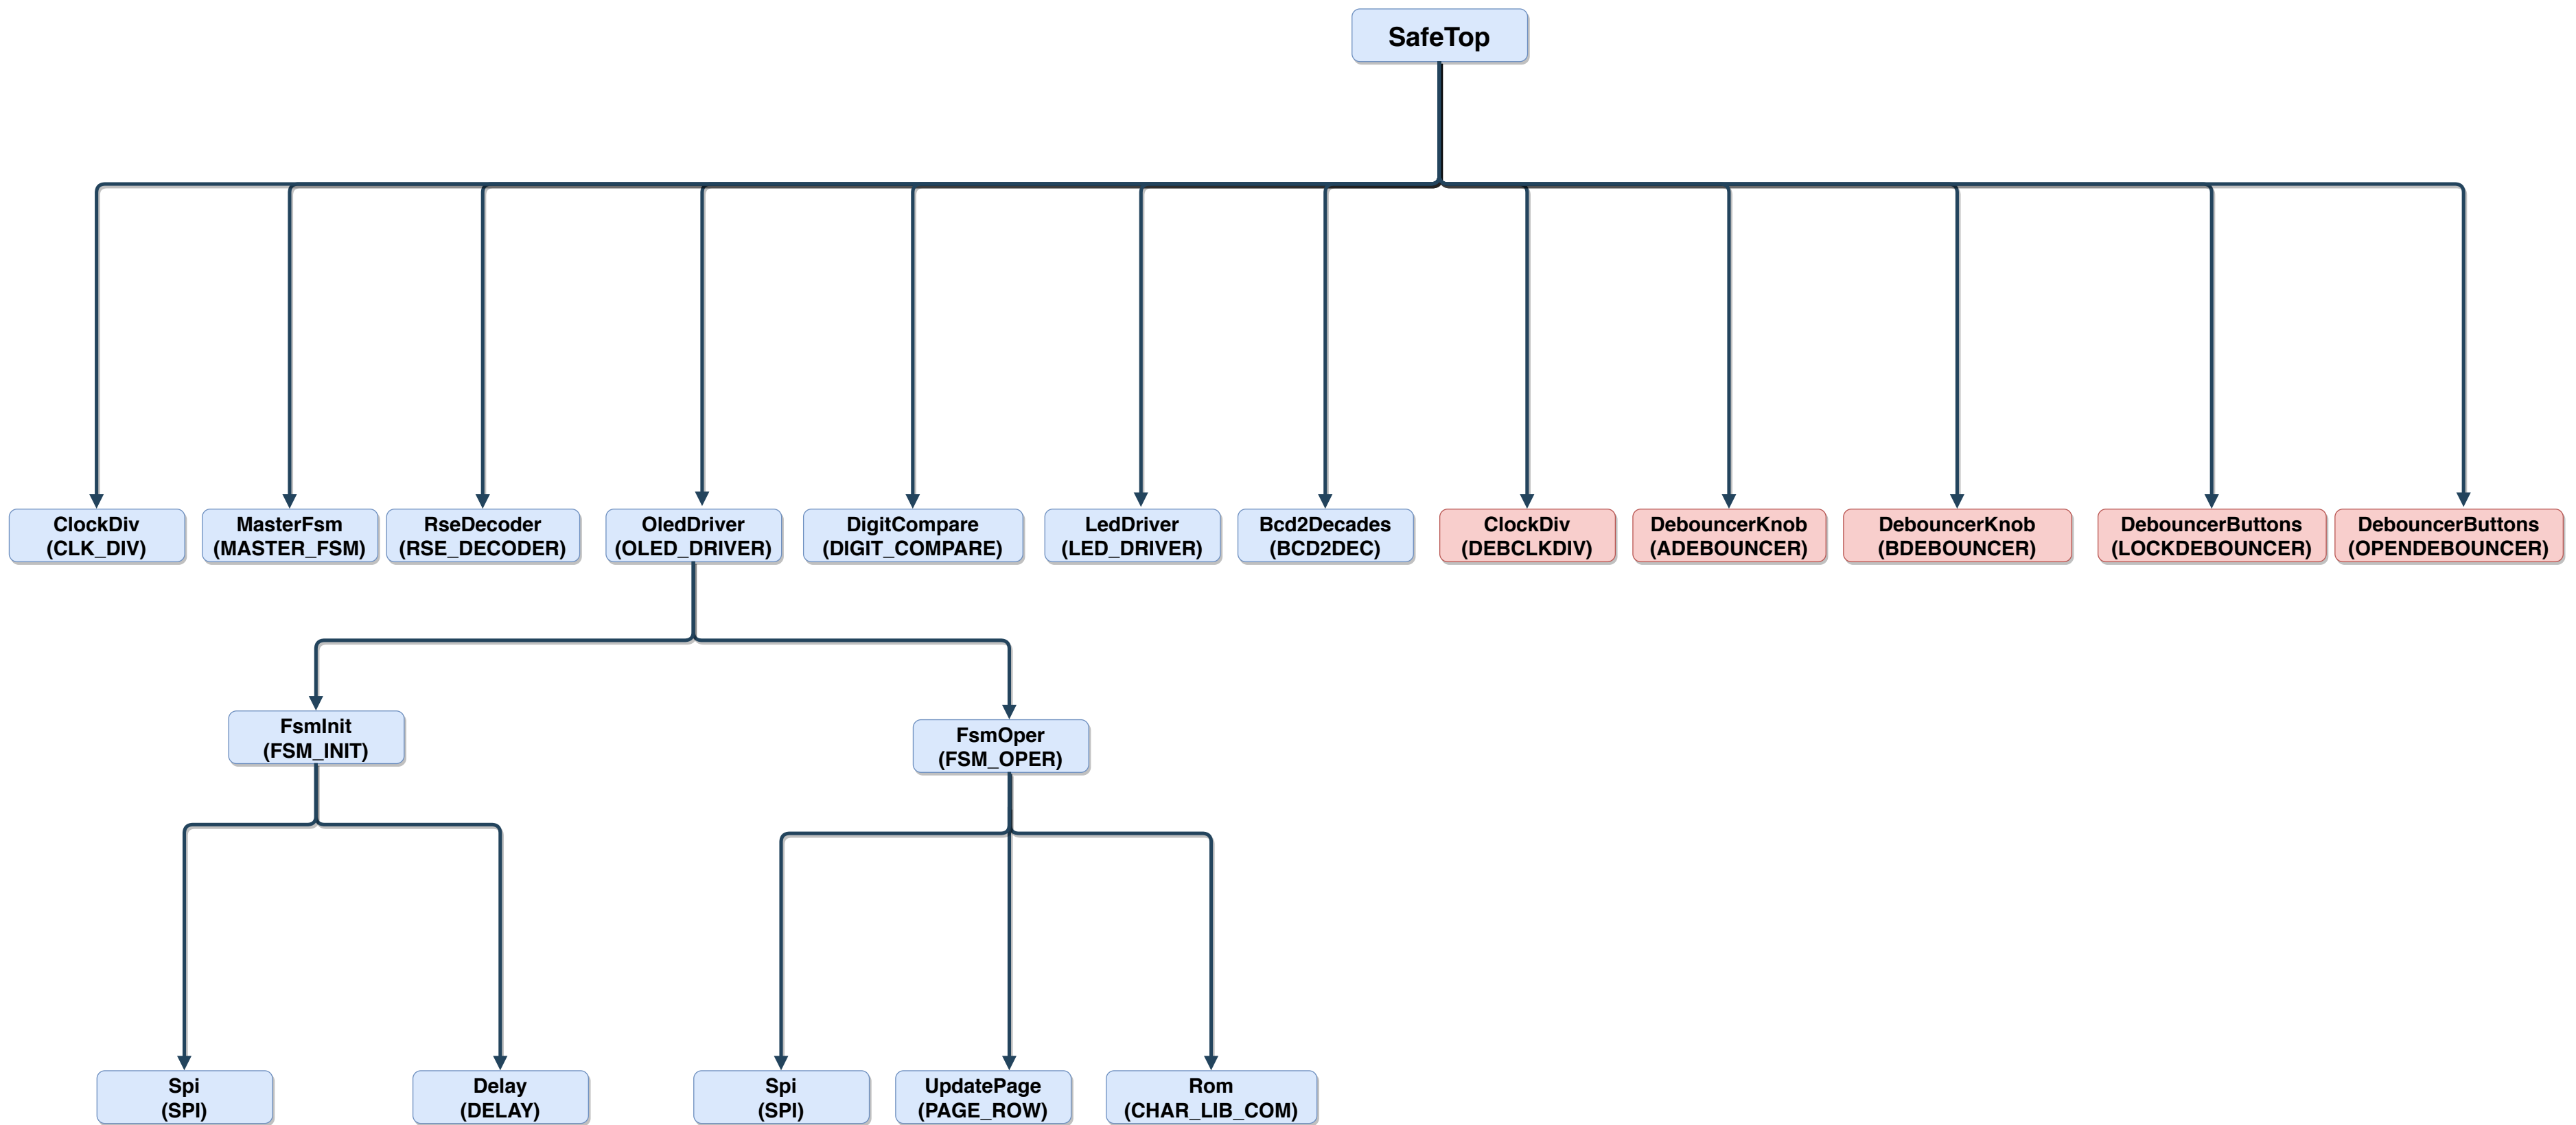 SafeTop
ClockDiv
(CLK_DIV)
MasterFsm
(MASTER_FSM)
RseDecoder
(RSE_DECODER)
OledDriver
(OLED_DRIVER)
DigitCompare
(DIGIT_COMPARE)
LedDriver
(LED_DRIVER)
Bcd2Decades
(BCD2DEC)
ClockDiv
(DEBCLKDIV)
DebouncerKnob
(ADEBOUNCER)
DebouncerKnob
(BDEBOUNCER)
DebouncerButtons
(LOCKDEBOUNCER)
DebouncerButtons
(OPENDEBOUNCER)
FsmInit
(FSM_INIT)
FsmOper
(FSM_OPER)
Spi
(SPI)
Delay
(DELAY)
Spi
(SPI)
UpdatePage
(PAGE_ROW)
Rom
(CHAR_LIB_COM)